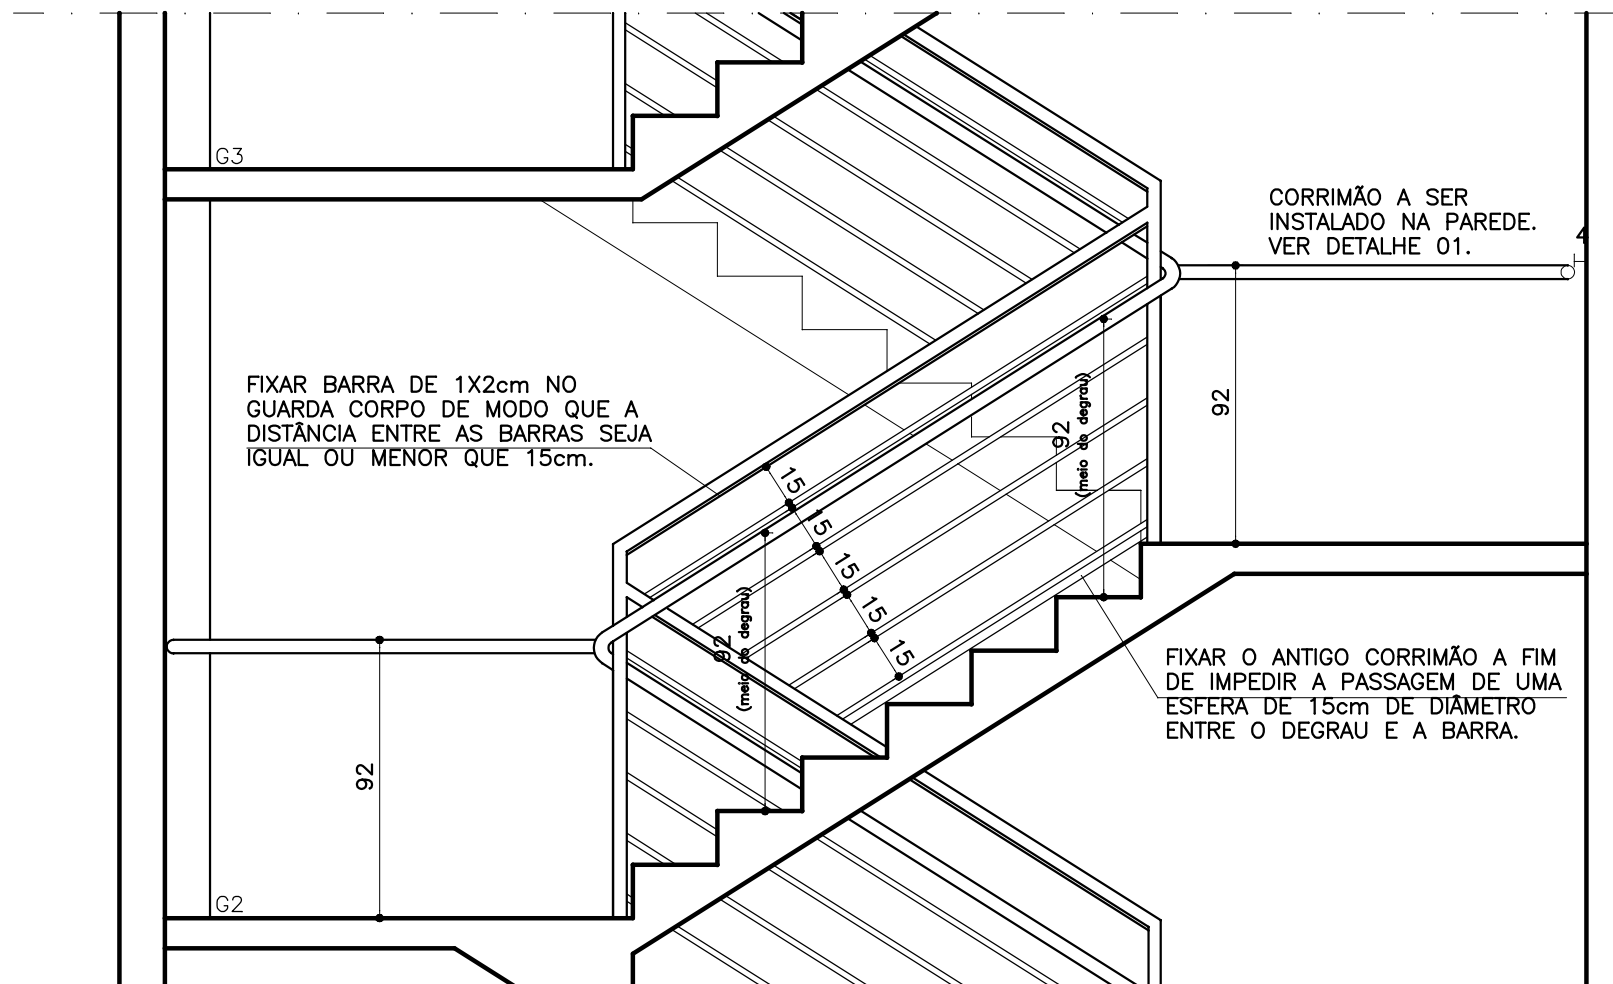 G3
CORRIMÃO A SER
INSTALADO NA PAREDE.
VER DETALHE 01.
4
FIXAR BARRA DE 1X2cm NO
GUARDA CORPO DE MODO QUE A
DISTÂNCIA ENTRE AS BARRAS SEJA
IGUAL OU MENOR QUE 15cm.
92
92
(meio do degrau)
15
15
15
15
15
92
(meio do degrau)
FIXAR O ANTIGO CORRIMÃO A FIM
DE IMPEDIR A PASSAGEM DE UMA
ESFERA DE 15cm DE DIÂMETRO
ENTRE O DEGRAU E A BARRA.
92
G2